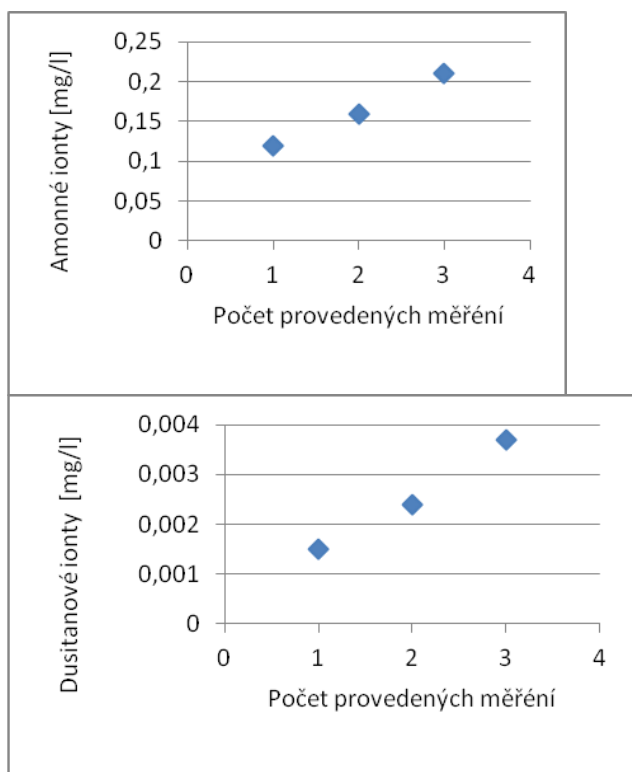 Amonné ionty [mg/l]
0,25
0,2
0,15
0,1
0,05
0
0 1 2 3 4
Počet provedených měření
Dusitanové ionty [mg/l]
0,004
0,003
0,002
0,001
0
0 1 2 3 4
Počet provedených měření